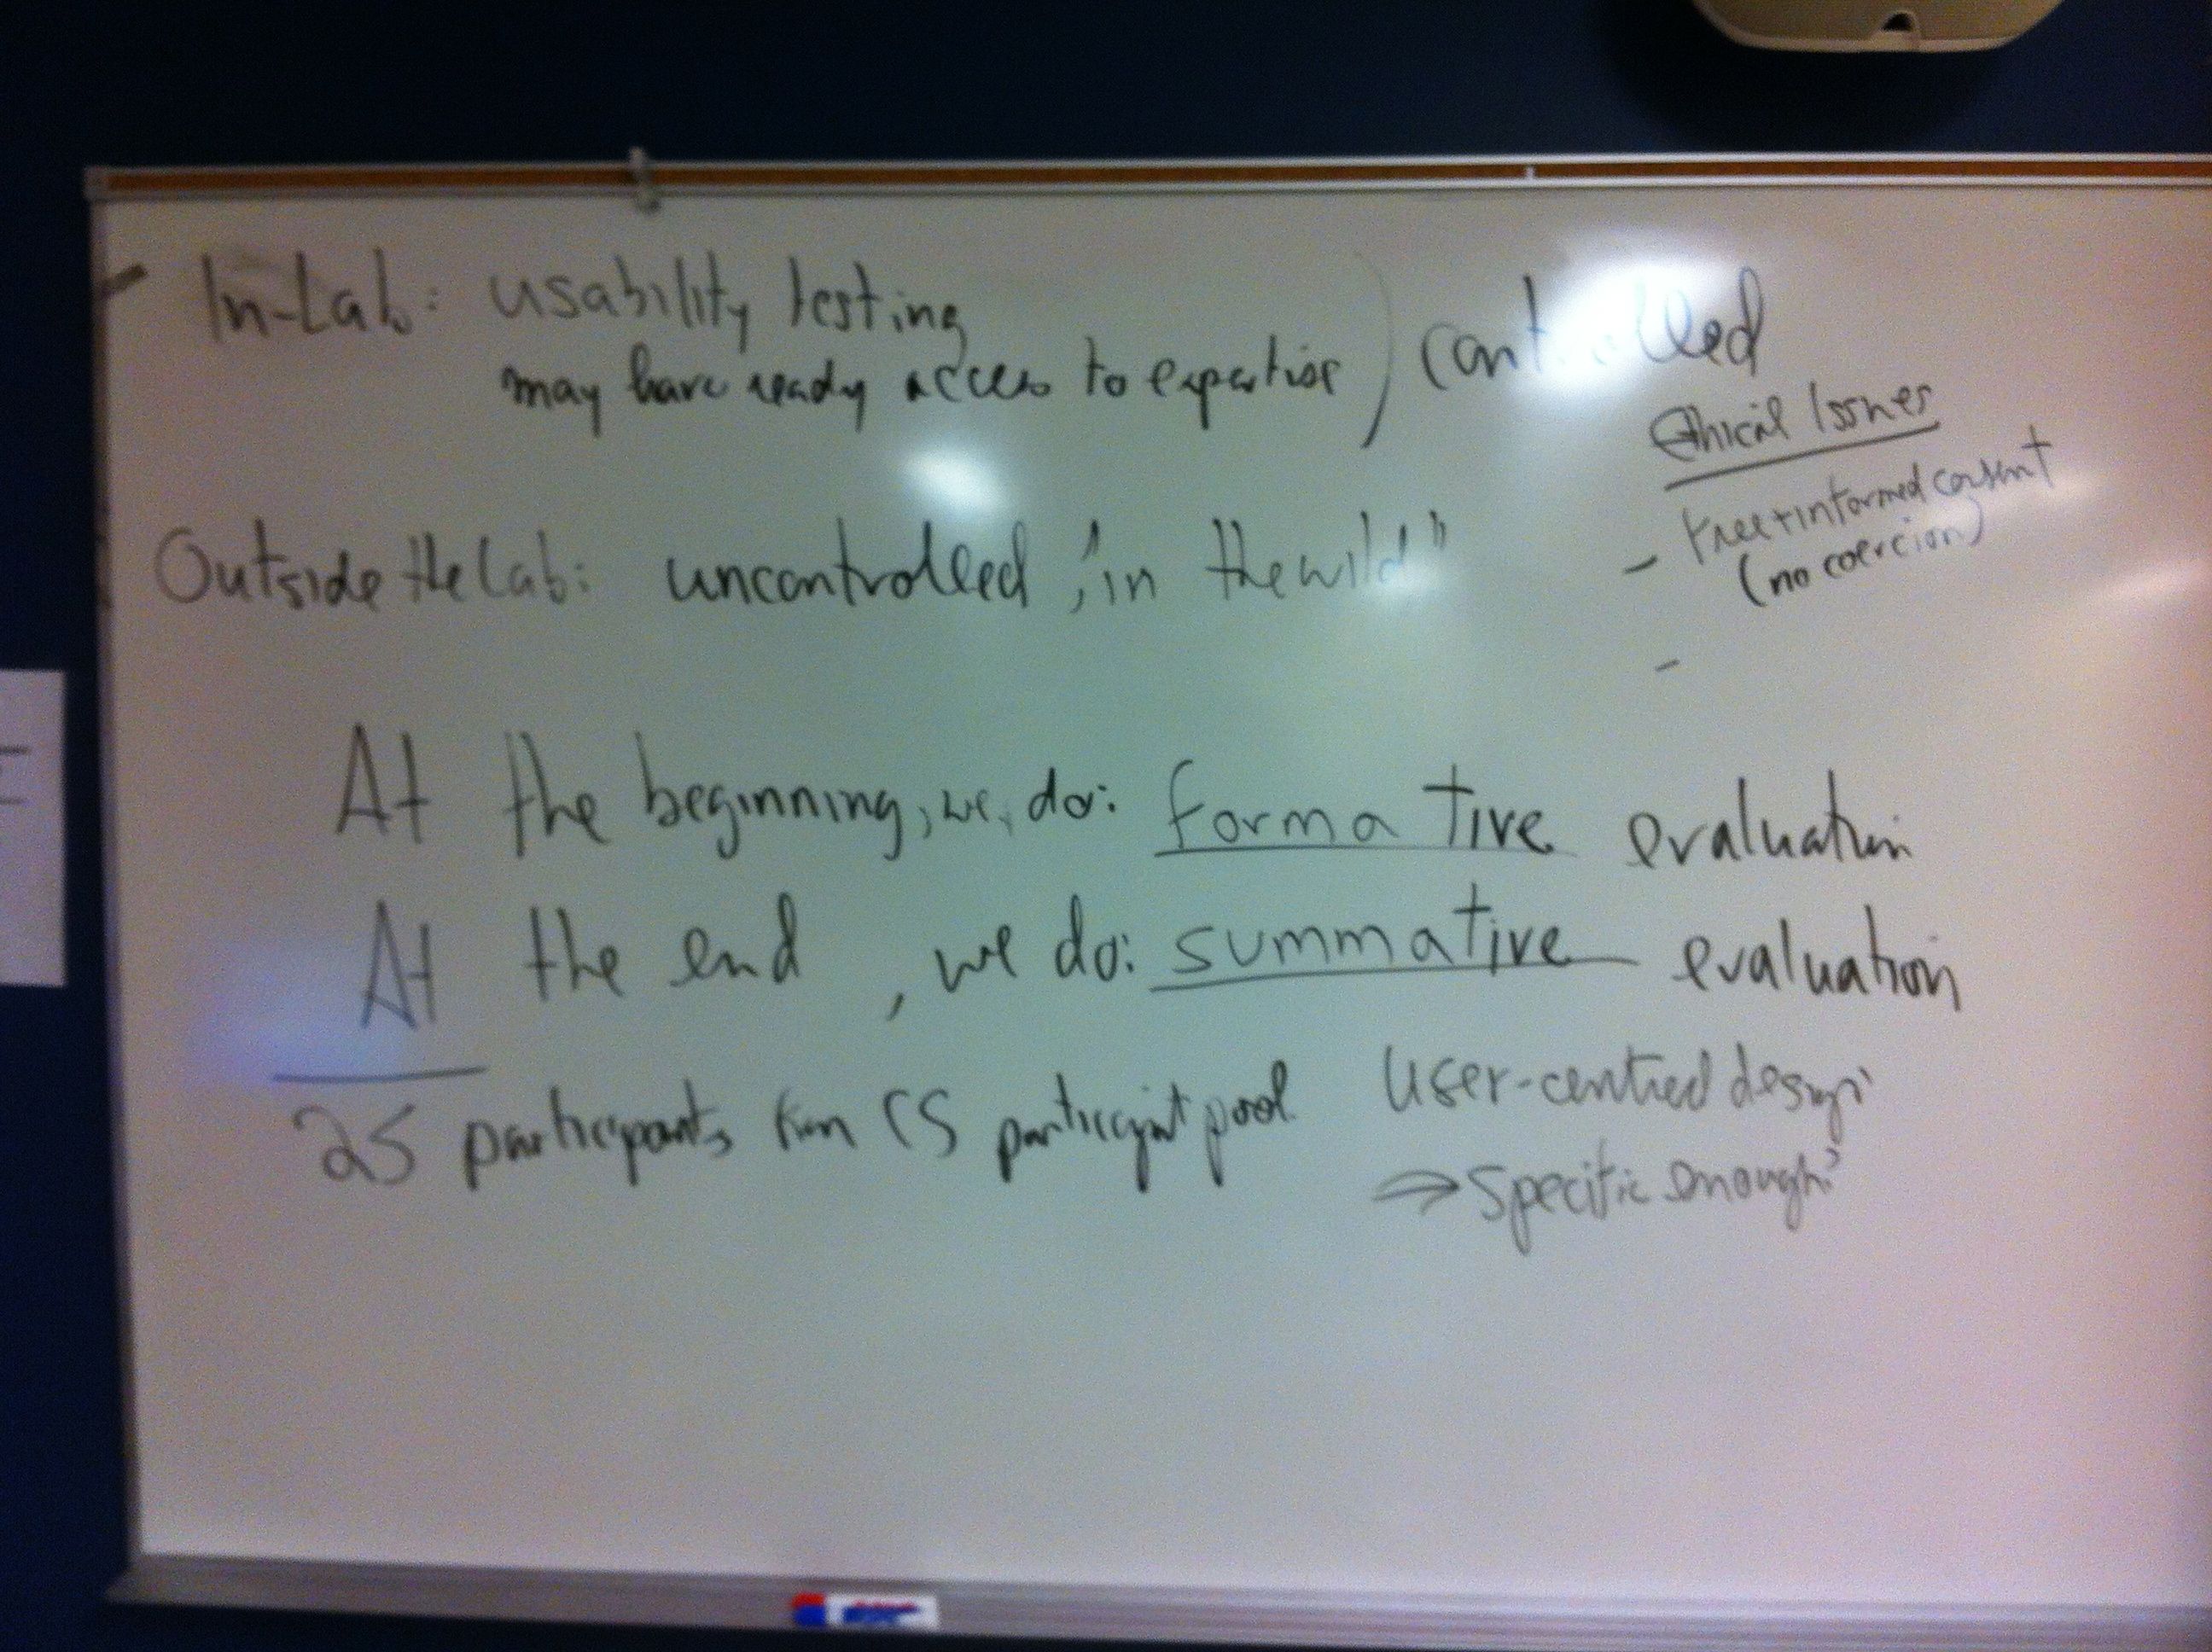 In-Lab: usability testing
may have ready access to expertise ) controlled
Ethical Issues
- Free + informed consent
(no coercion)
-
Outside the Lab: uncontrolled, "in the wild"
At the beginning, we do: formative evaluation
At the end, we do: summative evaluation
25 participants from CS participant pool
User-centred design
→ Specific enough?